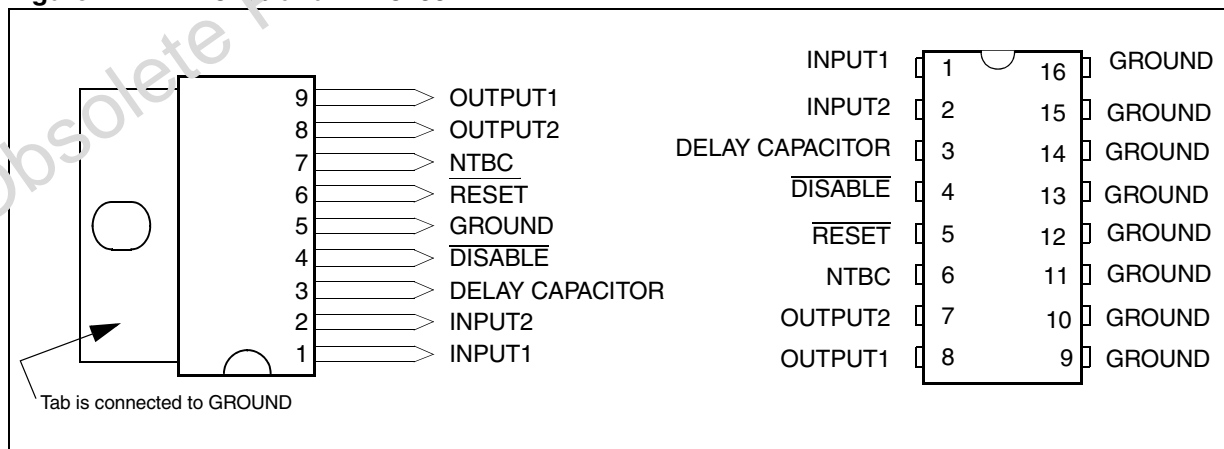 Obsolete
9 OUTPUT1
8 OUTPUT2
7 NTBC
6 RESET
5 GROUND
4 DISABLE
3 DELAY CAPACITOR
2 INPUT2
1 INPUT1
Tab is connected to GROUND
INPUT1 1 16 GROUND
INPUT2 2 15 GROUND
DELAY CAPACITOR 3 14 GROUND
DISABLE 4 13 GROUND
RESET 5 12 GROUND
NTBC 6 11 GROUND
OUTPUT2 7 10 GROUND
OUTPUT1 8 9 GROUND